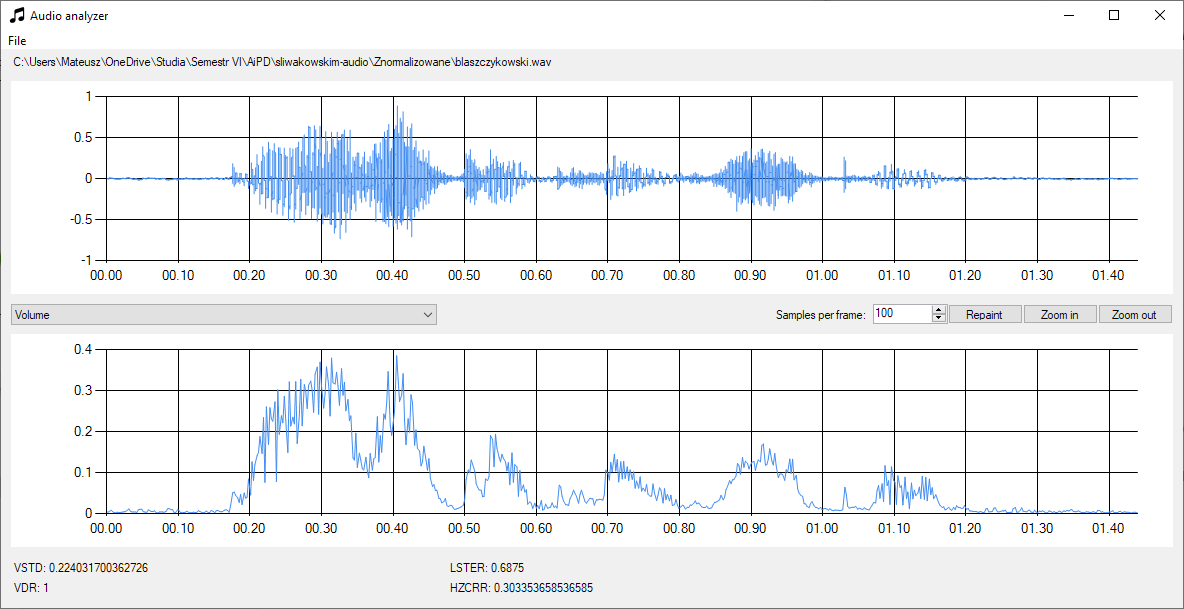 Audio analyzer
File
C:\Users\Mateusz\OneDrive\Studia\Semestr VI\AiPD\sliwakowskim-audio\Znormalizowane\blaszczykowski.wav
1
0.5
0
-0.5
-1
00.00 00.10 00.20 00.30 00.40 00.50 00.60 00.70 00.80 00.90 01.00 01.10 01.20 01.30 01.40
Volume Samples per frame: 100 Repaint Zoom in Zoom out
0.4
0.3
0.2
0.1
0
00.00 00.10 00.20 00.30 00.40 00.50 00.60 00.70 00.80 00.90 01.00 01.10 01.20 01.30 01.40
VSTD: 0.224031700362726 LSTER: 0.6875
VDR: 1 HZCRR: 0.303353658536585